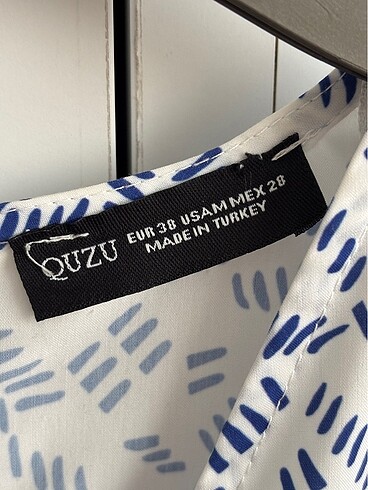 QUZU
EUR 38 USA M MEX 28
MADE IN TURKEY